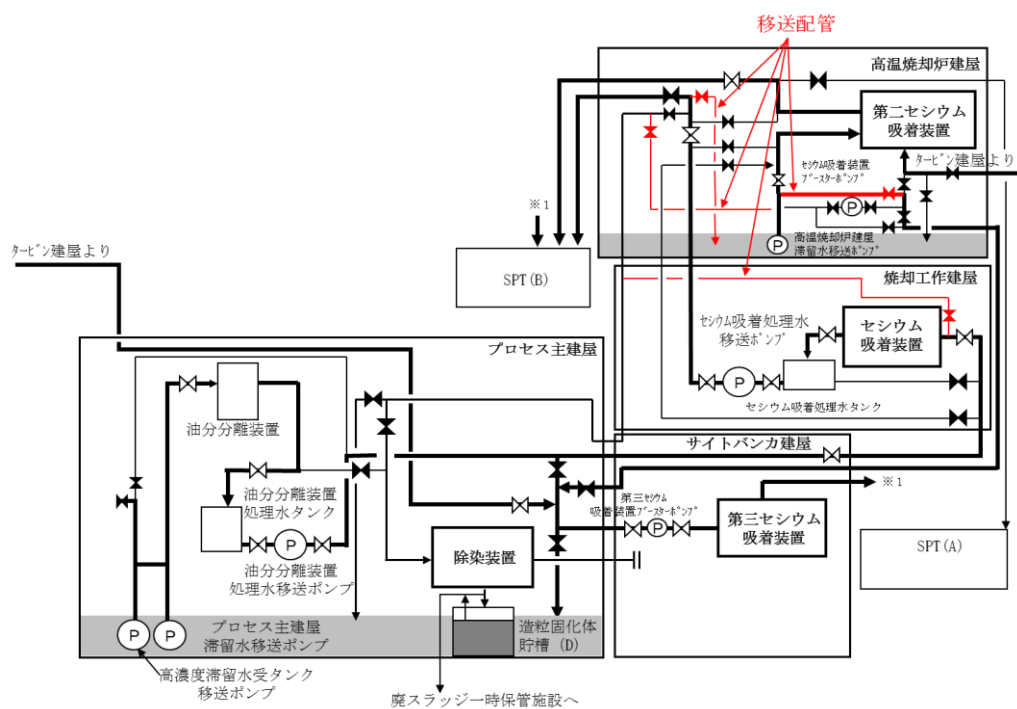 移送配管
高温焼却炉建屋
第二セシウム
吸着装置
タービン建屋より
セシウム吸着装置
ブースターポンプ
P
※1
高温焼却炉建屋
滞留水移送ポンプ
P
SPT(B)
タービン建屋より
焼却工作建屋
セシウム吸着処理水
移送ポンプ
セシウム
吸着装置
P
セシウム吸着処理水タンク
プロセス主建屋
油分分離装置
サイトバンカ建屋
※1
油分分離装置
処理水タンク
P
油分分離装置
処理水移送ポンプ
第三セシウム
吸着装置ブースターポンプ
P
第三セシウム
吸着装置
除染装置
SPT(A)
プロセス主建屋
滞留水移送ポンプ
P
P
造粒固化体
貯槽(D)
高濃度滞留水受タンク
移送ポンプ
廃スラッジ一時保管施設へ